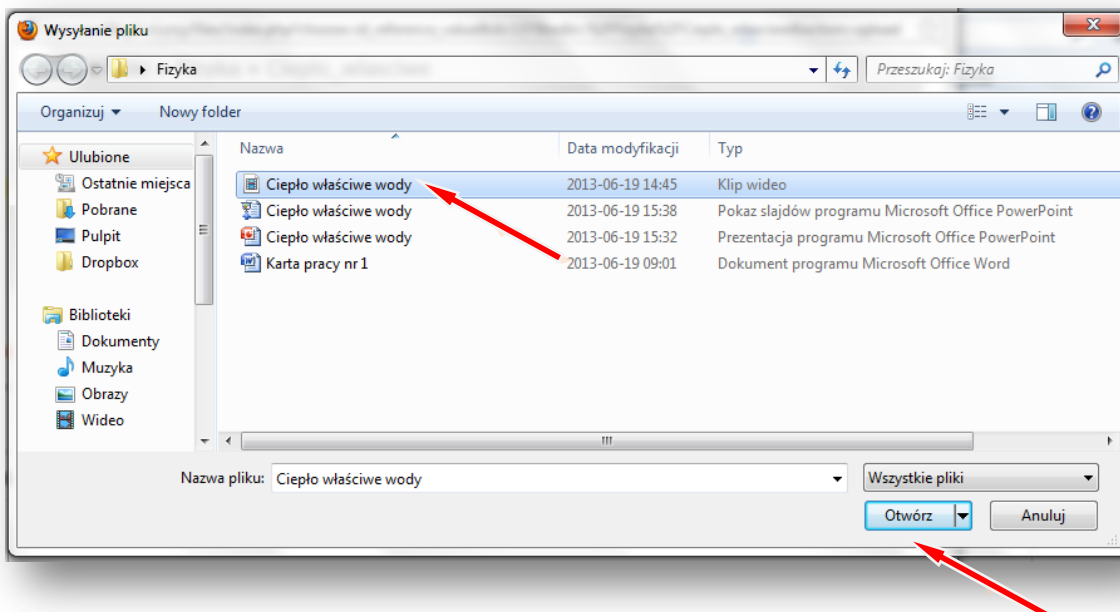 Wysyłanie pliku
Fizyka
Przeszukaj: Fizyka
Organizuj Nowy folder
Nazwa Data modyfikacji Typ
Ulubione
Ostatnie miejsca
Pobrane
Pulpit
Dropbox
Biblioteki
Dokumenty
Muzyka
Obrazy
Wideo
Ciepło właściwe wody 2013-06-19 14:45 Klip wideo
Ciepło właściwe wody 2013-06-19 15:38 Pokaz slajdów programu Microsoft Office PowerPoint
Ciepło właściwe wody 2013-06-19 15:32 Prezentacja programu Microsoft Office PowerPoint
Karta pracy nr 1 2013-06-19 09:01 Dokument programu Microsoft Office Word
Nazwa pliku: Ciepło właściwe wody Wszystkie pliki
Otwórz Anuluj